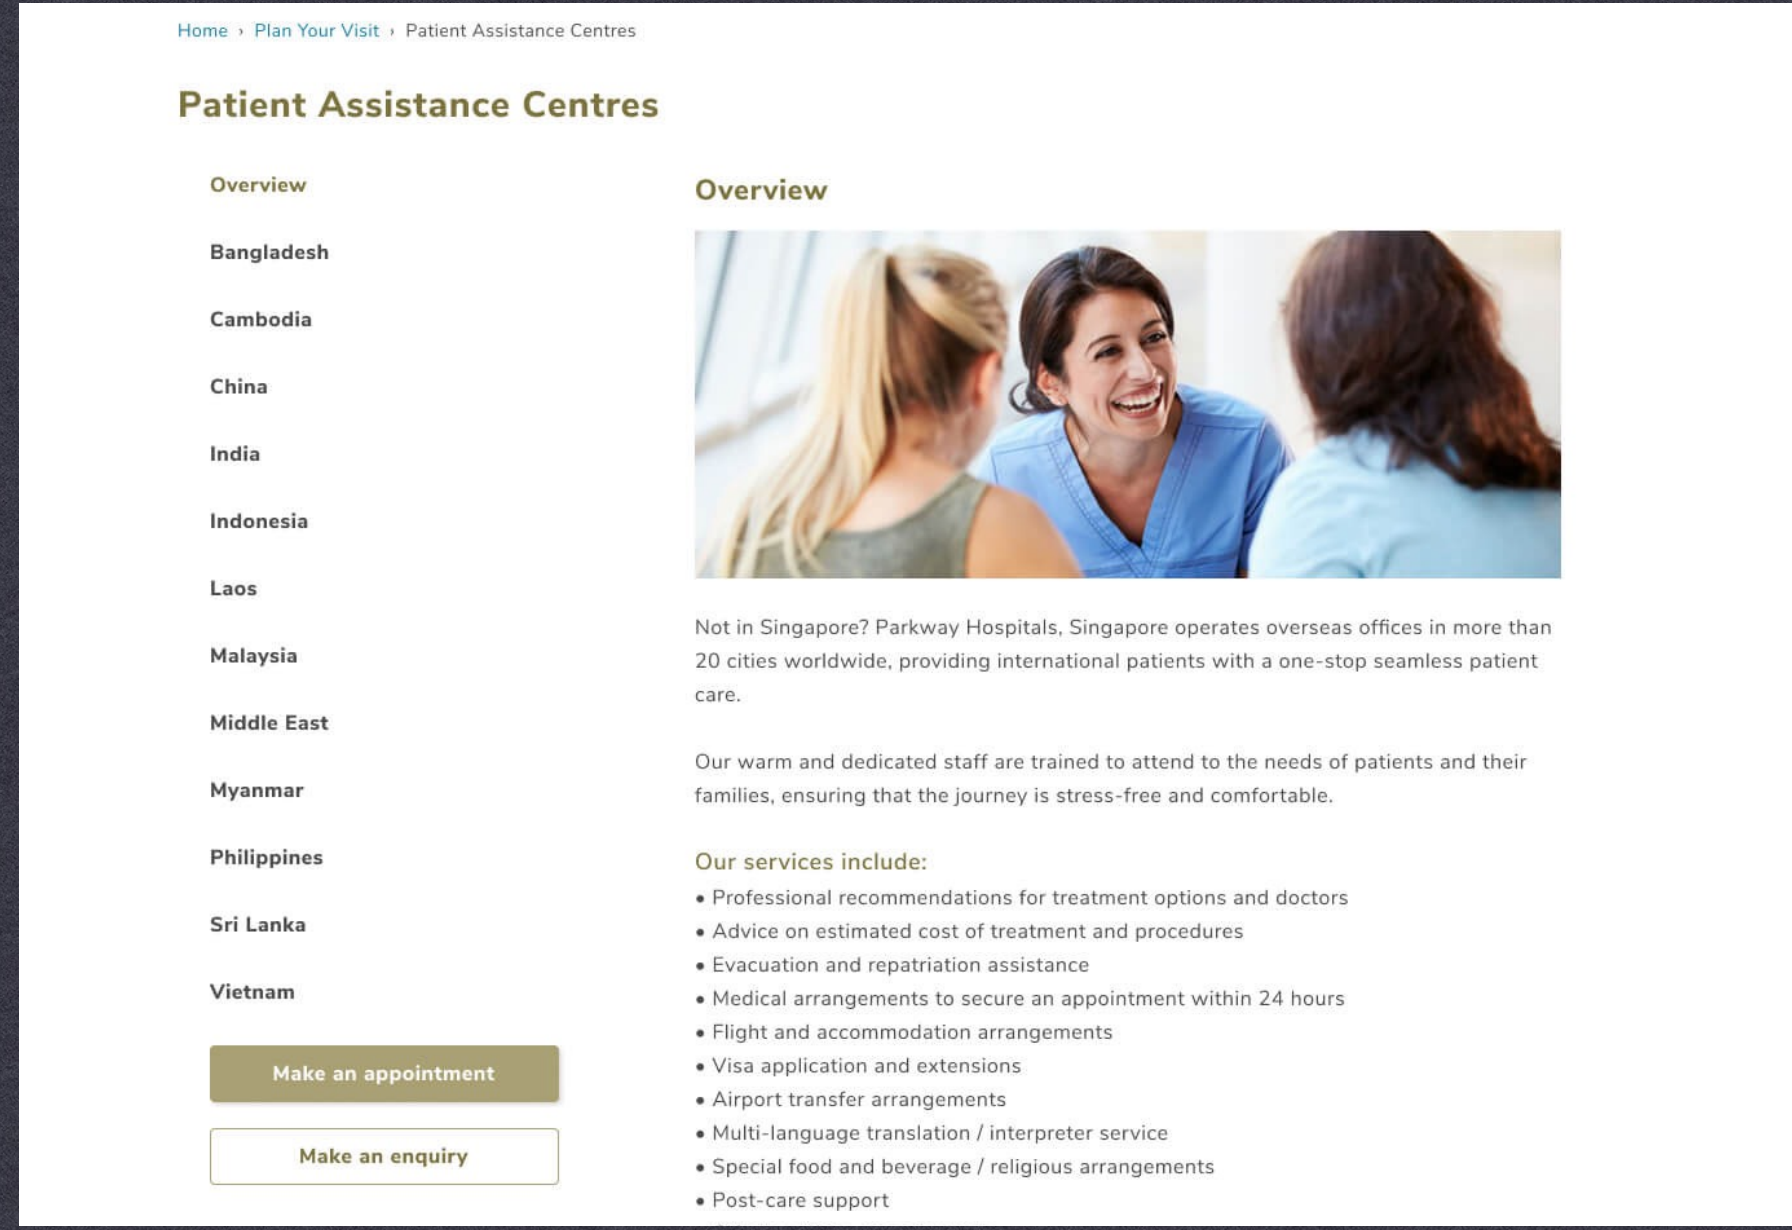 Home › Plan Your Visit › Patient Assistance Centres
Patient Assistance Centres
Overview
Bangladesh
Cambodia
China
India
Indonesia
Laos
Malaysia
Middle East
Myanmar
Philippines
Sri Lanka
Vietnam
Make an appointment
Make an enquiry
Overview
Not in Singapore? Parkway Hospitals, Singapore operates overseas offices in more than
20 cities worldwide, providing international patients with a one-stop seamless patient
care.
Our warm and dedicated staff are trained to attend to the needs of patients and their
families, ensuring that the journey is stress-free and comfortable.
Our services include:
• Professional recommendations for treatment options and doctors
• Advice on estimated cost of treatment and procedures
• Evacuation and repatriation assistance
• Medical arrangements to secure an appointment within 24 hours
• Flight and accommodation arrangements
• Visa application and extensions
• Airport transfer arrangements
• Multi-language translation / interpreter service
• Special food and beverage / religious arrangements
• Post-care support